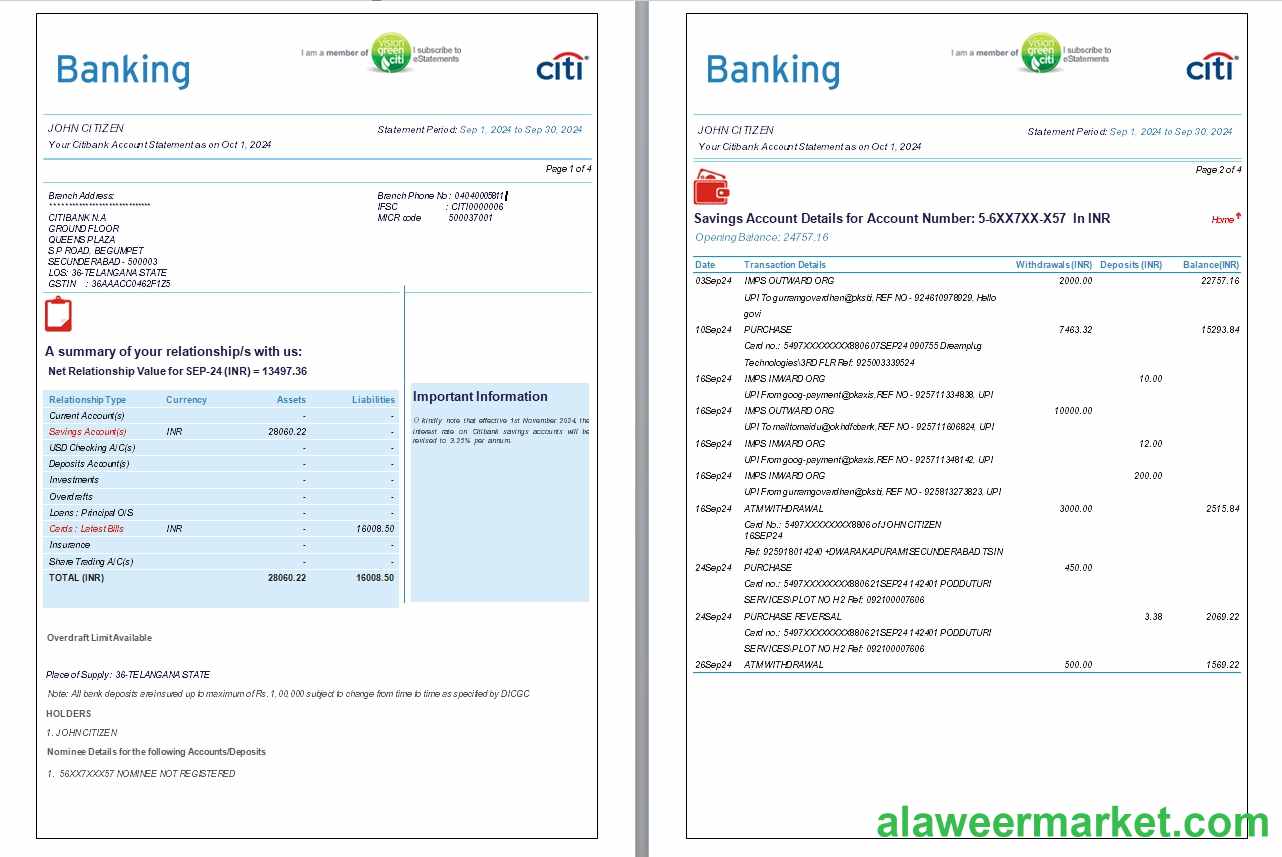 Banking
I am a member of
vision green citi
I subscribe to eStatements
citi
JOHN CITIZEN
Statement Period: Sep 1, 2024 to Sep 30, 2024
Your Citibank Account Statement as on Oct 1, 2024
Page 1 of 4
Branch Address:
******************************
CITIBANK N.A.
GROUND FLOOR
QUEENS PLAZA
S P ROAD, BEGUMPET
SECUNDERABAD - 500003
LOS: 36-TELANGANA STATE
GSTIN : 36AAACC0462F1Z5
Branch Phone No : 04040005811
IFSC : CITI0000006
MICR code 500037001
A summary of your relationship/s with us:
Net Relationship Value for SEP-24 (INR) = 13497.36
Relationship Type Currency Assets Liabilities
Current Account(s) - -
Savings Account(s) INR 28060.22 -
USD Checking A/C(s) - -
Deposits Account(s) - -
Investments - -
Overdrafts - -
Loans : Principal O/S - -
Cards : Latest Bills INR - 16008.50
Insurance - -
Share Trading A/C(s) - -
TOTAL (INR) 28060.22 16008.50
Important Information
kindly note that effective 1st November 2024, the
interest rate on Citibank savings accounts will be
revised to 3.25% per annum.
Overdraft Limit Available
Place of Supply : 36-TELANGANA STATE
Note: All bank deposits are insured up to maximum of Rs. 1,00,000 subject to change from time to time as specified by DICGC
HOLDERS
1. JOHN CITIZEN
Nominee Details for the following Accounts/Deposits
1. 56XX7XXX57 NOMINEE NOT REGISTERED
Banking
I am a member of
vision green citi
I subscribe to eStatements
citi
JOHN CITIZEN
Statement Period: Sep 1, 2024 to Sep 30, 2024
Your Citibank Account Statement as on Oct 1, 2024
Page 2 of 4
Savings Account Details for Account Number: 5-6XX7XX-X57 In INR
Home
Opening Balance: 24757.16
Date Transaction Details Withdrawals (INR) Deposits (INR) Balance(INR)
03Sep24 IMPS OUTWARD ORG 2000.00 22757.16
UPI To gurramgovardhan@pksbi, REF NO - 924610978929, Hello
govi
10Sep24 PURCHASE 7463.32 15293.84
Card no.: 5497XXXXXXXX880607SEP24 090755 Dreamplug
Technologies\3RD FLR Ref: 925003339524
16Sep24 IMPS INWARD ORG 10.00
UPI From goog-payment@pkaxis, REF NO - 925711334838, UPI
16Sep24 IMPS OUTWARD ORG 10000.00
UPI To mailtomaidu@okhdfcbank, REF NO - 925711606824, UPI
16Sep24 IMPS INWARD ORG 12.00
UPI From goog-payment@pkaxis, REF NO - 925711348142, UPI
16Sep24 IMPS INWARD ORG 200.00
UPI From gurramgovardhan@pksbi, REF NO - 925813273823, UPI
16Sep24 ATM WITHDRAWAL 3000.00 2515.84
Card No.: 5497XXXXXXXX8806 of JOHN CITIZEN
16SEP24
Ref: 925918014240 +DWARAKAPURAM1SECUNDERABAD TSIN
24Sep24 PURCHASE 450.00
Card no.: 5497XXXXXXXX880621SEP24 142401 PODDUTURI
SERVICES\PLOT NO H 2 Ref: 092100007606
24Sep24 PURCHASE REVERSAL 3.38 2069.22
Card no.: 5497XXXXXXXX880621SEP24 142401 PODDUTURI
SERVICES\PLOT NO H 2 Ref: 092100007606
26Sep24 ATM WITHDRAWAL 500.00 1569.22
alaweermarket.com